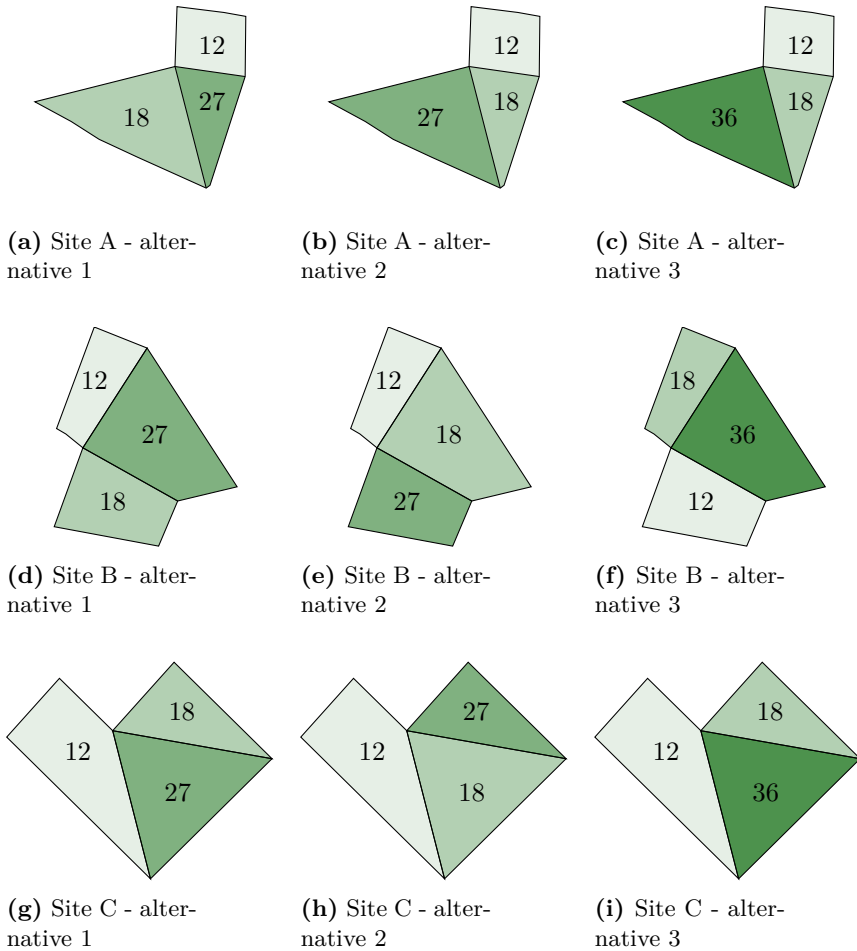 12 12 12
18 27 27 18 36 18
(a) Site A - alter- (b) Site A - alter- (c) Site A - alter-
native 1 native 2 native 3
12 12 18
27 18 36
18 27 12
(d) Site B - alter- (e) Site B - alter- (f) Site B - alter-
native 1 native 2 native 3
18 27 18
12 12 12
27 18 36
(g) Site C - alter- (h) Site C - alter- (i) Site C - alter-
native 1 native 2 native 3